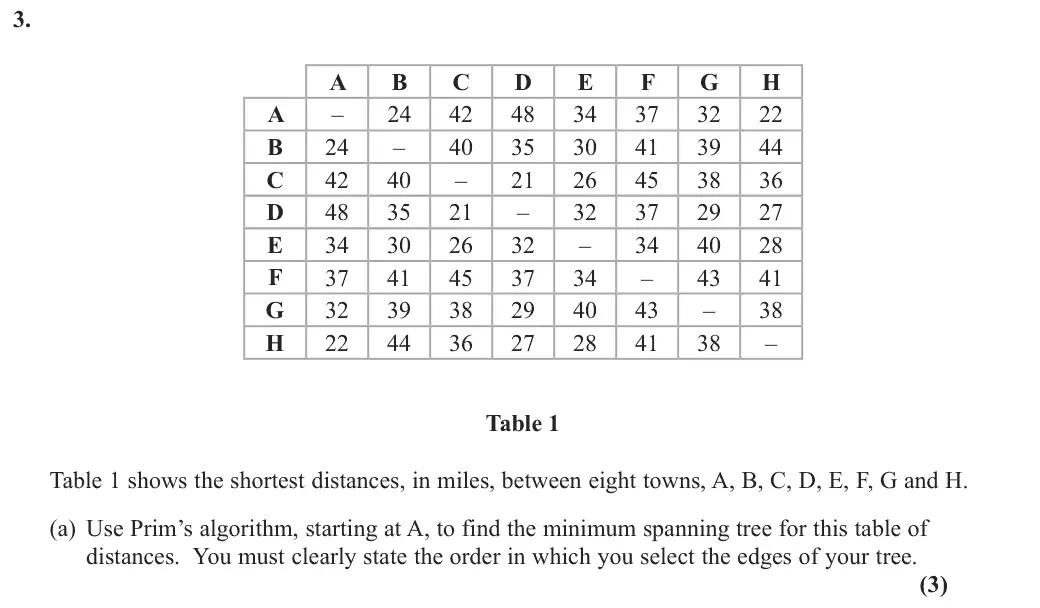 3.
A B C D E F G H
A – 24 42 48 34 37 32 22
B 24 – 40 35 30 41 39 44
C 42 40 – 21 26 45 38 36
D 48 35 21 – 32 37 29 27
E 34 30 26 32 – 34 40 28
F 37 41 45 37 34 – 43 41
G 32 39 38 29 40 43 – 38
H 22 44 36 27 28 41 38 –
Table 1
Table 1 shows the shortest distances, in miles, between eight towns, A, B, C, D, E, F, G and H.
(a) Use Prim’s algorithm, starting at A, to find the minimum spanning tree for this table of
distances. You must clearly state the order in which you select the edges of your tree.
(3)